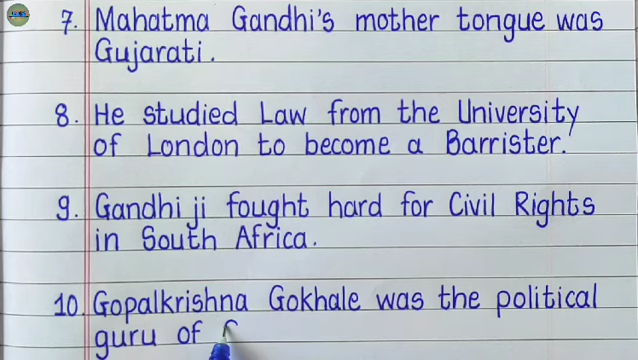 7. Mahatma Gandhi's mother tongue was
Gujarati.
8. He studied Law from the University
of London to become a Barrister.
9. Gandhi ji fought hard for Civil Rights
in South Africa.
10. Gopalkrishna Gokhale was the political
guru of